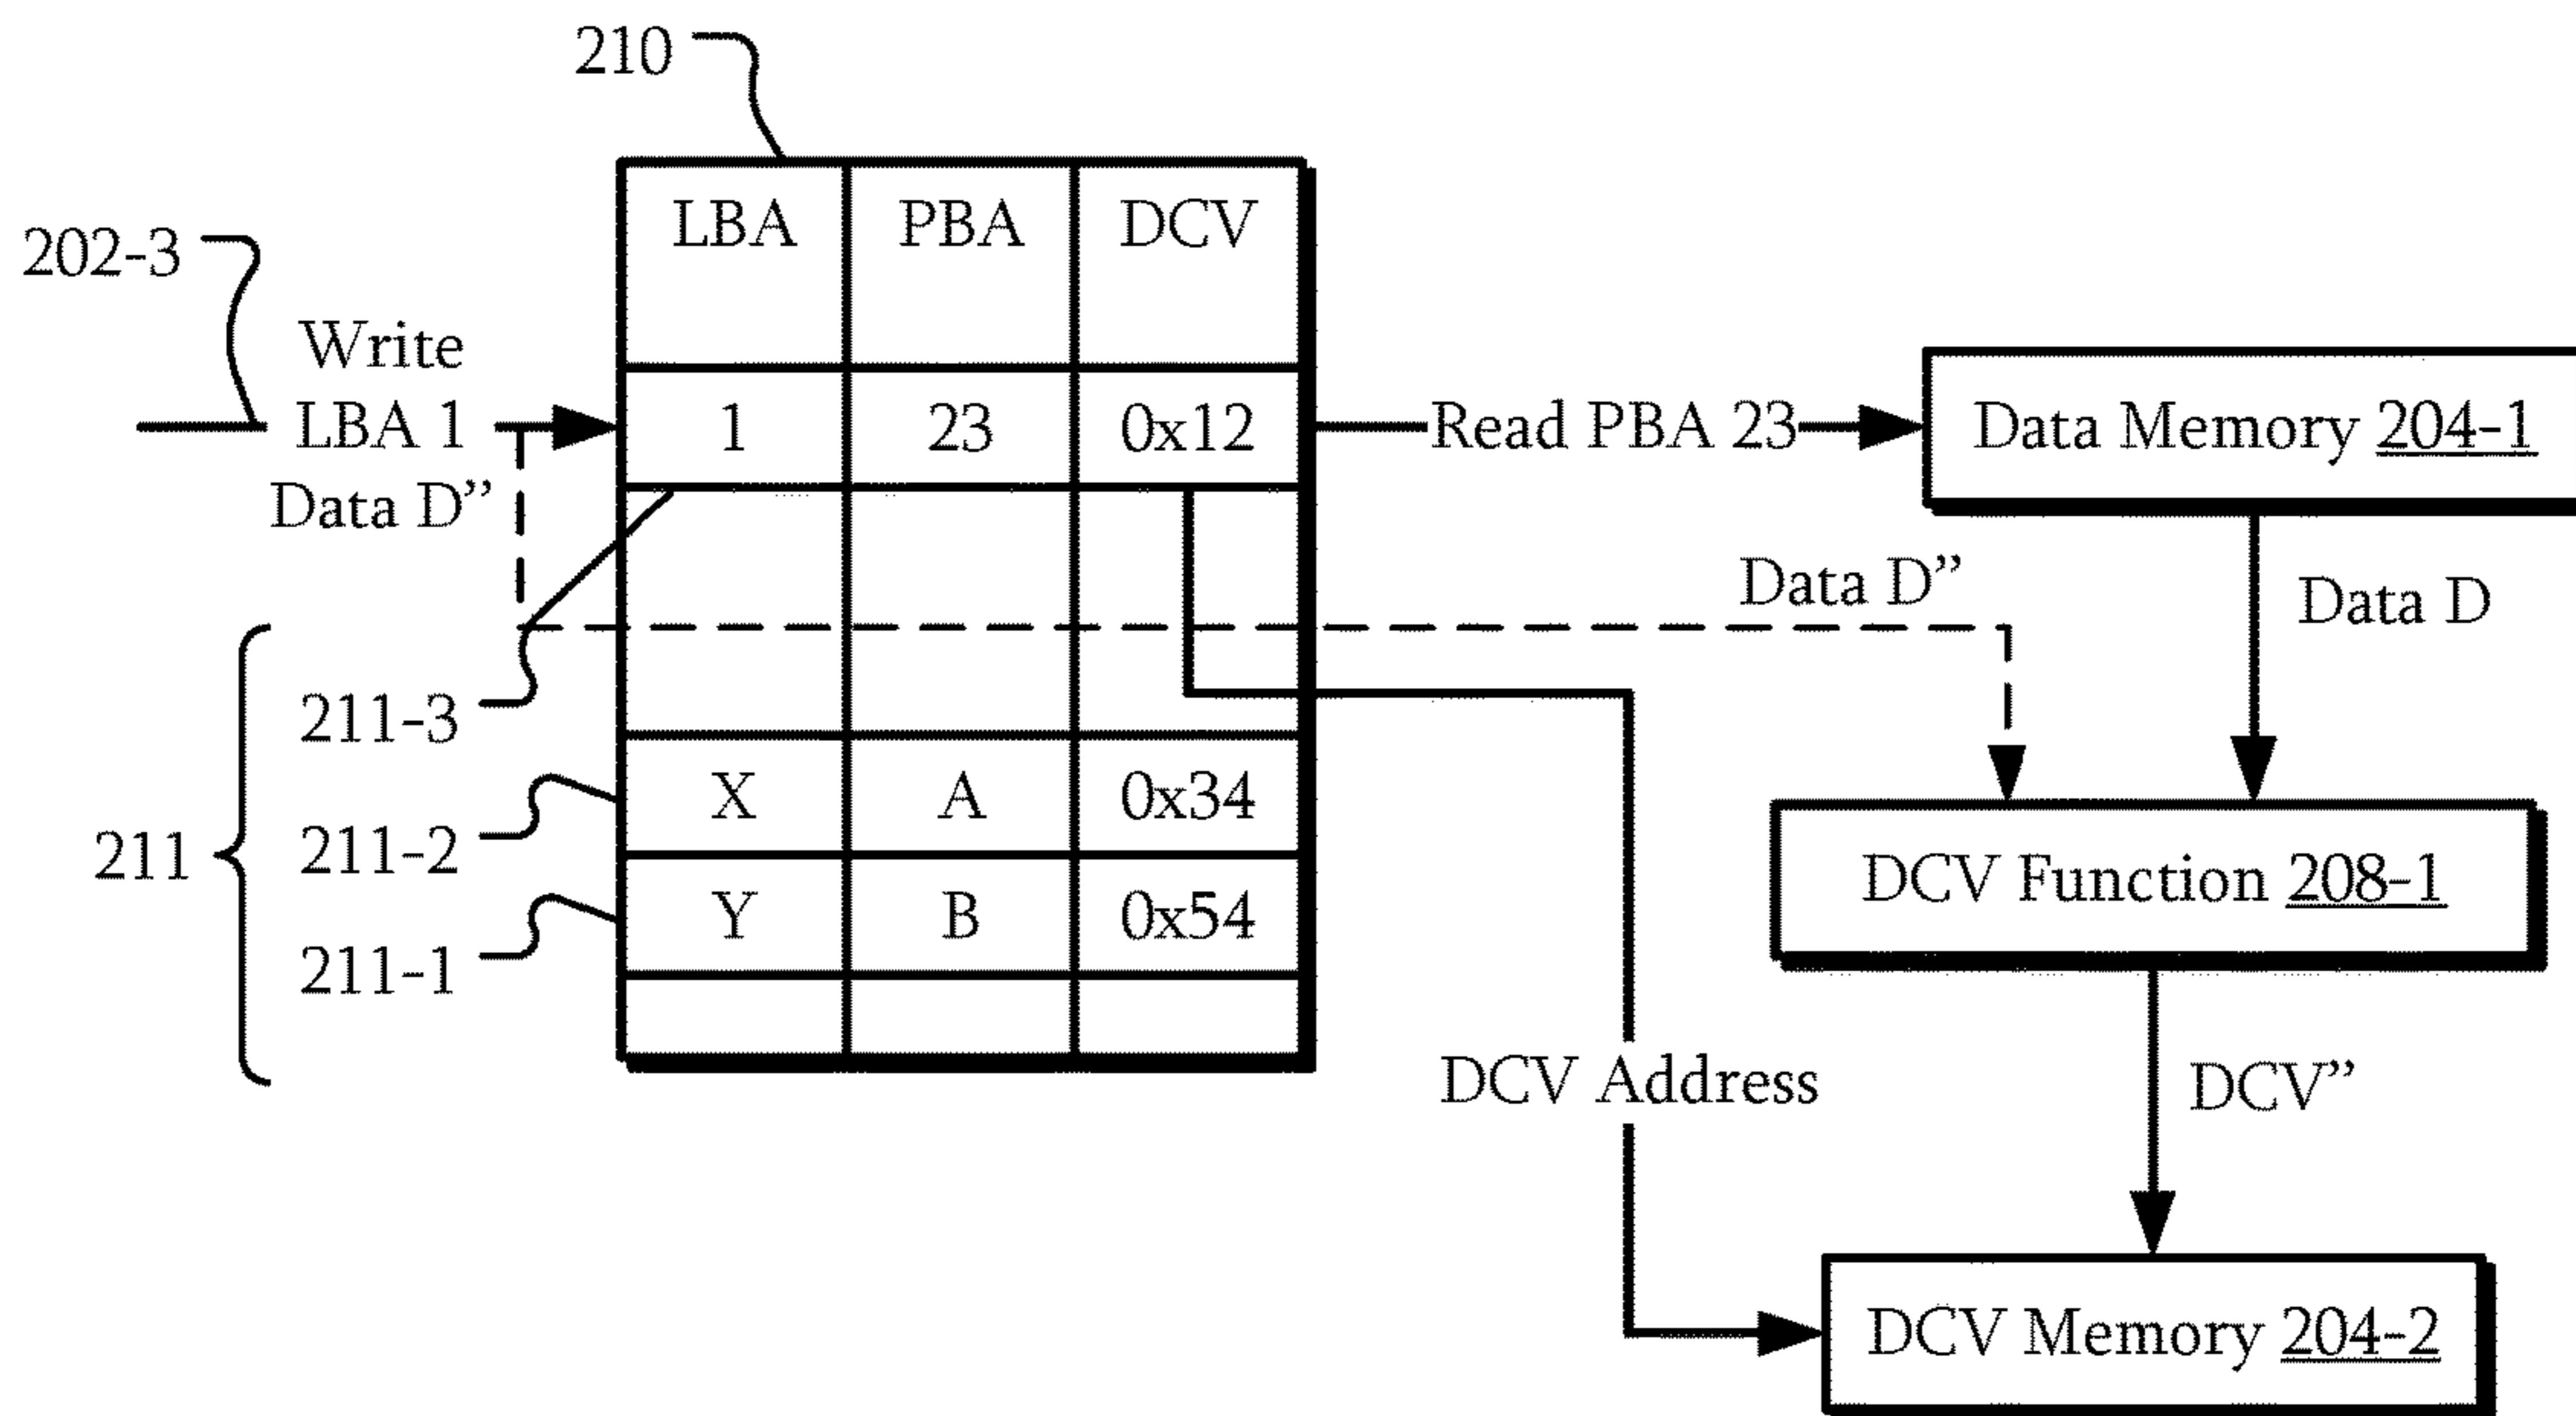 210
LBA PBA DCV
202-3
Write
LBA 1
Data D”
1 23 0x12
Read PBA 23
Data Memory 204-1
Data D”
Data D
211
211-3
211-2
X A 0x34
211-1
Y B 0x54
DCV Function 208-1
DCV Address
DCV”
DCV Memory 204-2